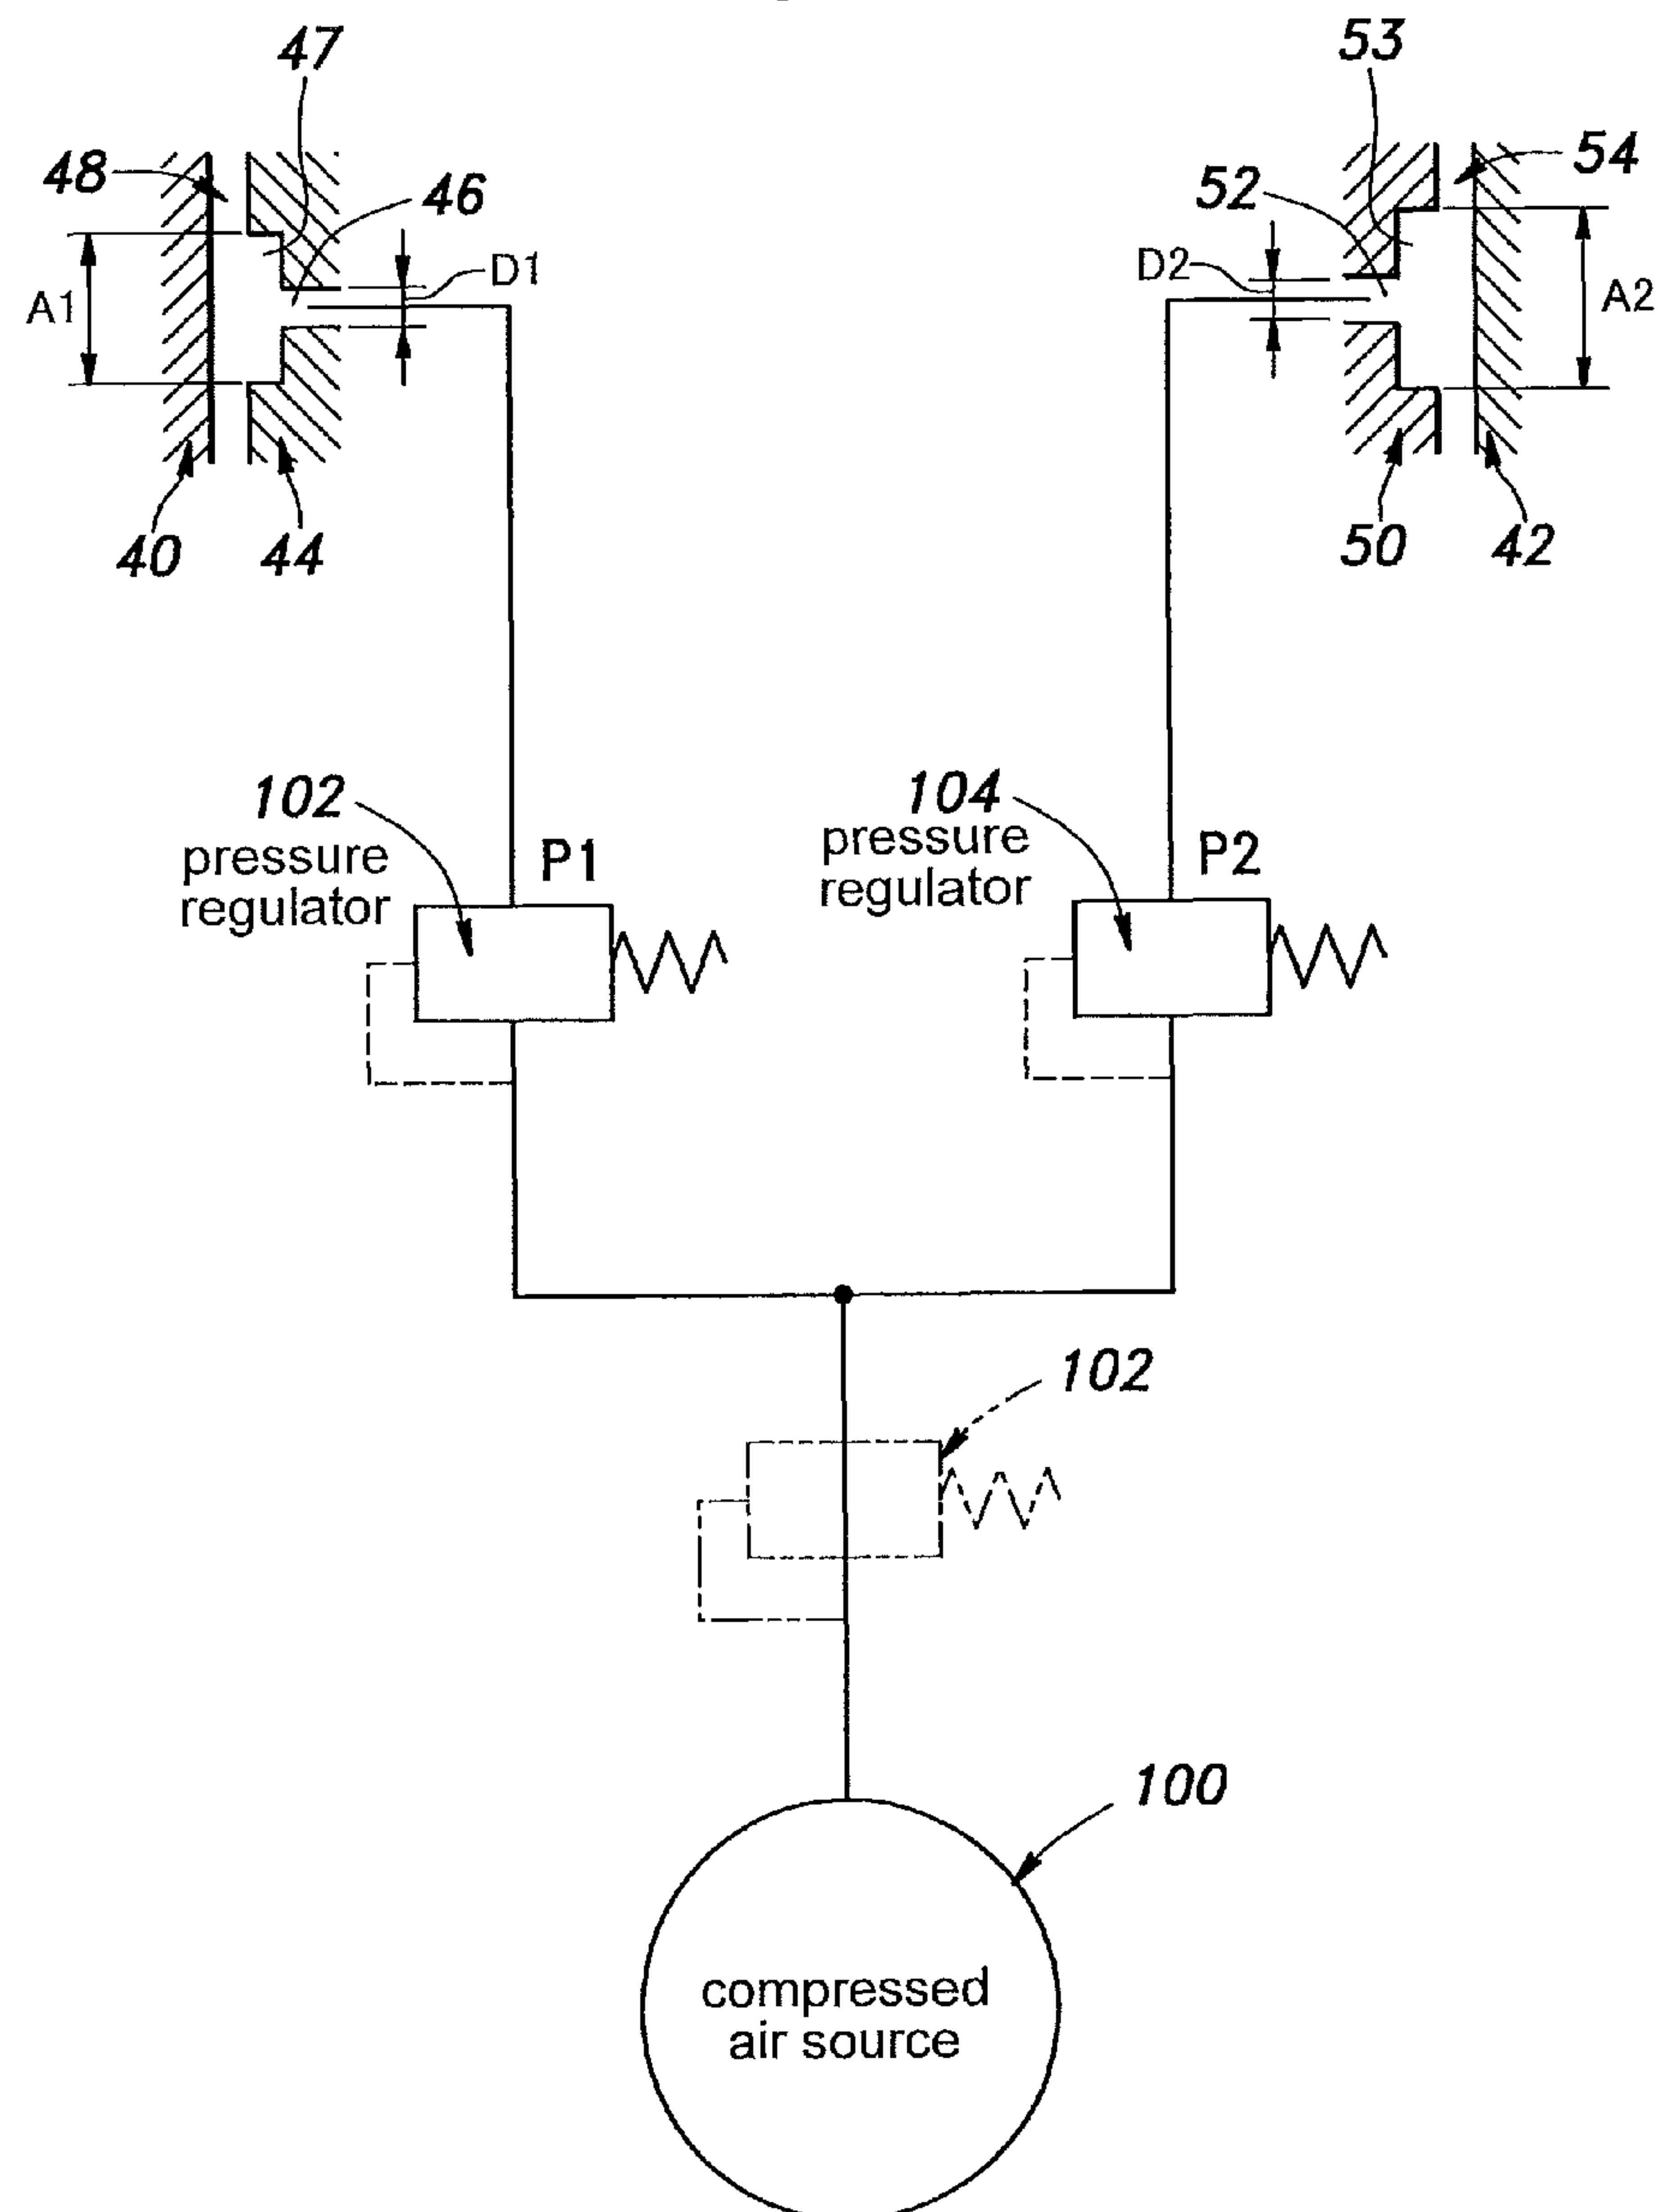 47
53
48
46
52
54
D1
D2
A1
A2
40
44
50
42
102
pressure
regulator
P1
104
pressure
regulator
P2
102
100
compressed
air source